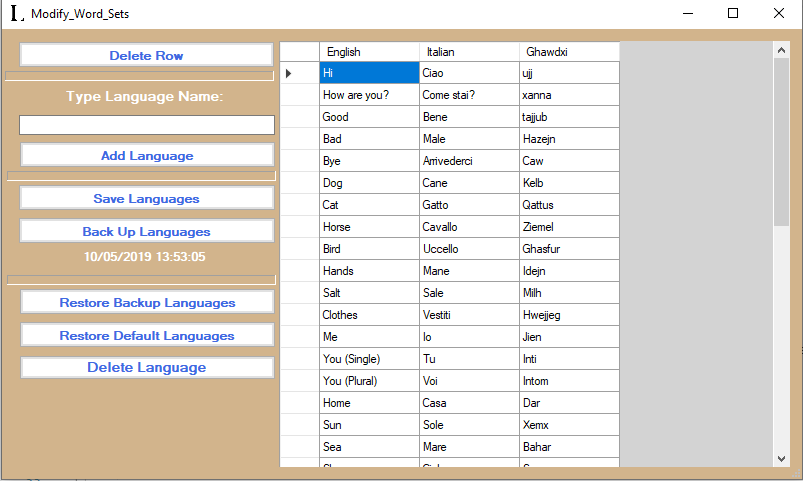 Modify_Word_Sets
Delete Row
Type Language Name:
Add Language
Save Languages
Back Up Languages
10/05/2019 13:53:05
Restore Backup Languages
Restore Default Languages
Delete Language
English Italian Ghawdxi
Hi Ciao ujj
How are you? Come stai? xanna
Good Bene tajjub
Bad Male Hazejn
Bye Arrivederci Caw
Dog Cane Kelb
Cat Gatto Qattus
Horse Cavallo Ziemel
Bird Uccello Ghasfur
Hands Mane Idejn
Salt Sale Milh
Clothes Vestiti Hwejjeg
Me Io Jien
You (Single) Tu Inti
You (Plural) Voi Intom
Home Casa Dar
Sun Sole Xemx
Sea Mare Bahar